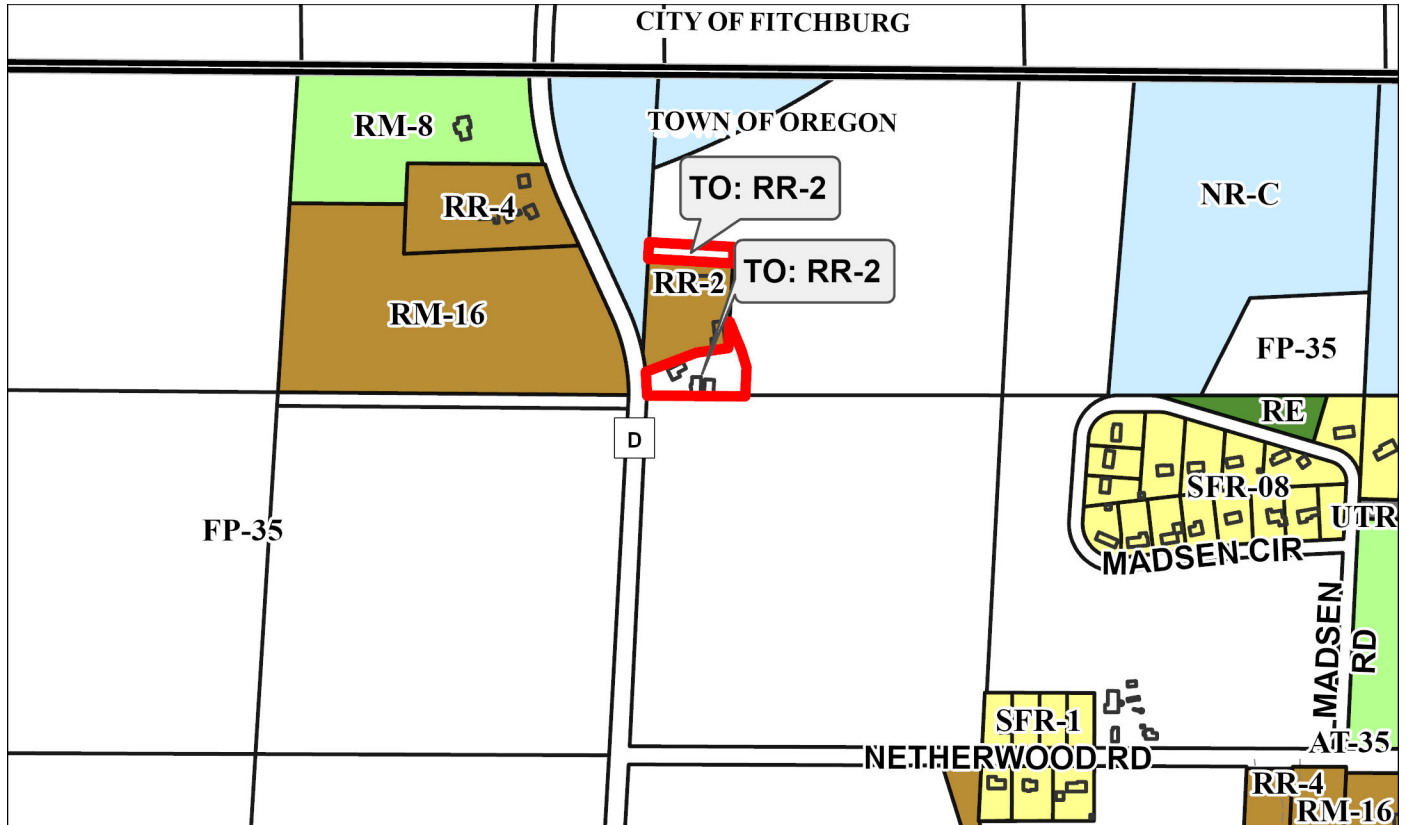 CITY OF FITCHBURG
RM-8
TOWN OF OREGON
TO: RR-2
NR-C
RR-4
TO: RR-2
RR-2
RM-16
FP-35
RE
D
SFR-08
UTR
FP-35
MADSEN CIR
MADSEN RD
SFR-1
AT-35
NETHERWOOD RD
RR-4
RM-16